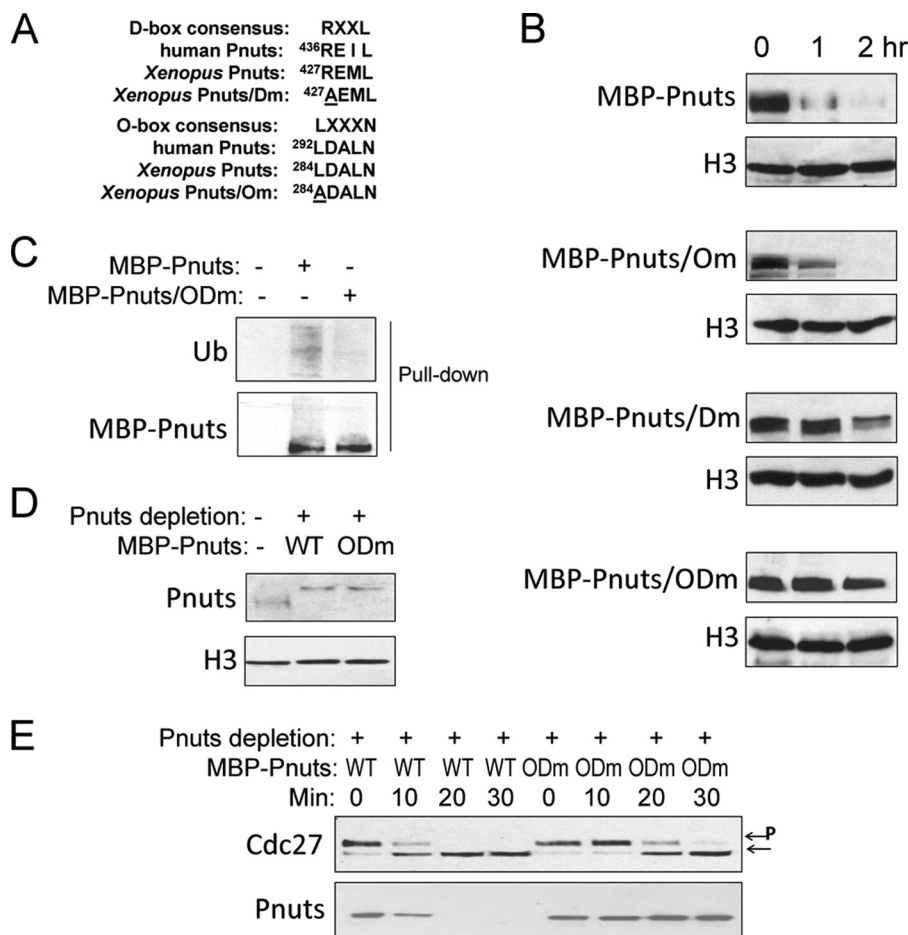 A
D-box consensus: RXXL
human Pnuts: 436REIL
Xenopus Pnuts: 427REML
Xenopus Pnuts/Dm: 427AEML
O-box consensus: LXXXN
human Pnuts: 292LDALN
Xenopus Pnuts: 284LDALN
Xenopus Pnuts/Om: 284ADALN
B
0 1 2 hr
MBP-Pnuts
H3
MBP-Pnuts/Om
H3
MBP-Pnuts/Dm
H3
MBP-Pnuts/ODm
H3
C
MBP-Pnuts: - + -
MBP-Pnuts/ODm: - - +
Ub
MBP-Pnuts
Pull-down
D
Pnuts depletion: - + +
MBP-Pnuts: - WT ODm
Pnuts
H3
E
Pnuts depletion: + + + + + + + +
MBP-Pnuts: WT WT WT WT ODm ODm ODm ODm
Min: 0 10 20 30 0 10 20 30
Cdc27
←P
←
Pnuts